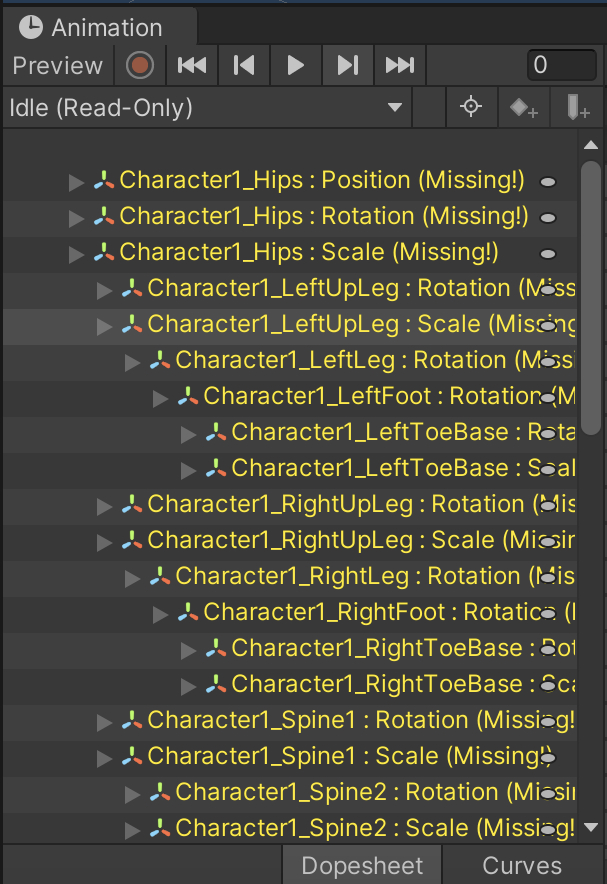 Animation
Preview 0
Idle (Read-Only)
Character1_Hips : Position (Missing!)
Character1_Hips : Rotation (Missing!)
Character1_Hips : Scale (Missing!)
Character1_LeftUpLeg : Rotation (Miss
Character1_LeftUpLeg : Scale (Missing
Character1_LeftLeg : Rotation (Missi
Character1_LeftFoot : Rotation (M
Character1_LeftToeBase : Rota
Character1_LeftToeBase : Scal
Character1_RightUpLeg : Rotation (Mis
Character1_RightUpLeg : Scale (Missin
Character1_RightLeg : Rotation (Mis
Character1_RightFoot : Rotation (
Character1_RightToeBase : Rot
Character1_RightToeBase : Sca
Character1_Spine1 : Rotation (Missing!
Character1_Spine1 : Scale (Missing!)
Character1_Spine2 : Rotation (Missin
Character1_Spine2 : Scale (Missing!
Dopesheet Curves